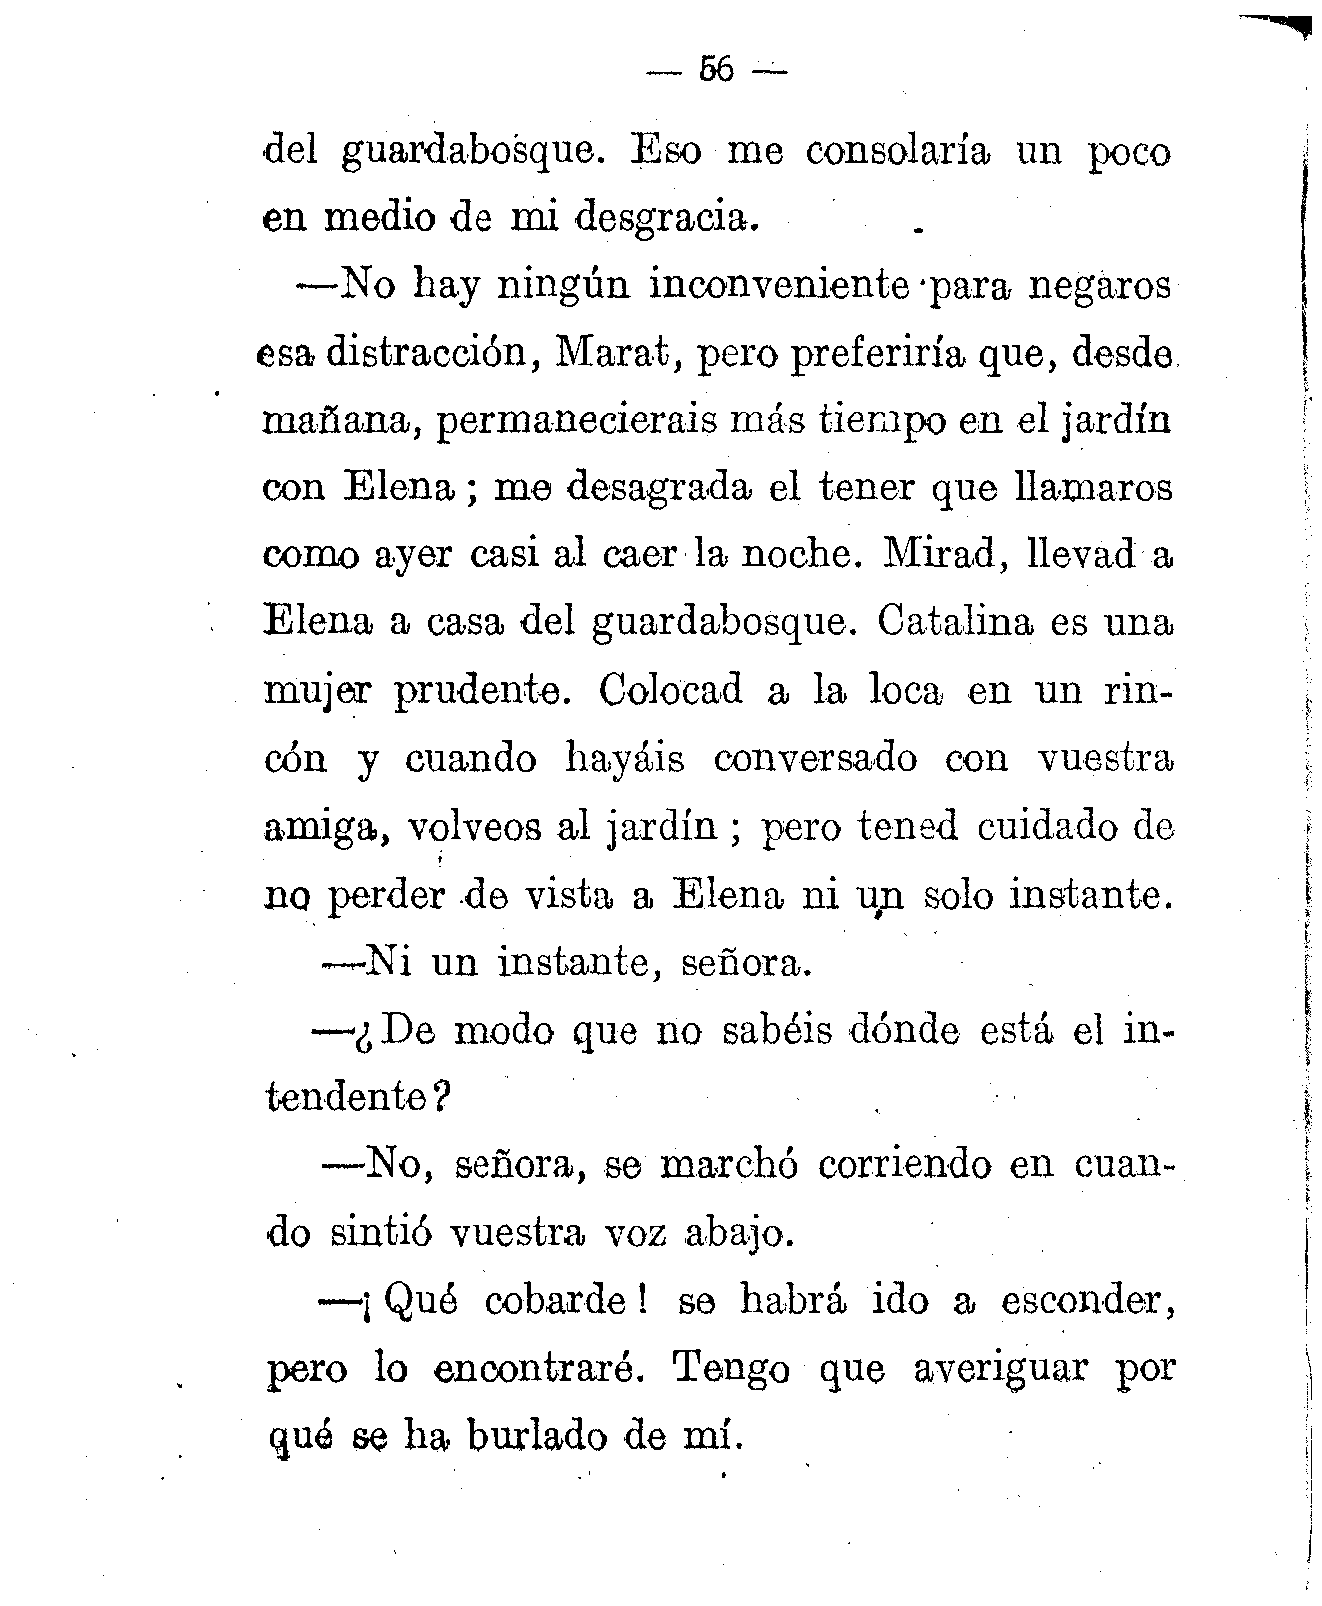 — 56 —
del guardabosque. Eso me consolaría un poco
en medio de mi desgracia.
—No hay ningún inconveniente para negaros
esa distracción, Marat, pero preferiría que, desde
mañana, permanecierais más tiempo en el jardín
con Elena ; me desagrada el tener que llamaros
como ayer casi al caer la noche. Mirad, llevad a
Elena a casa del guardabosque. Catalina es una
mujer prudente. Colocad a la loca en un rin-
cón y cuando hayáis conversado con vuestra
amiga, volveos al jardín ; pero tened cuidado de
no perder de vista a Elena ni un solo instante.
—Ni un instante, señora.
—¿De modo que no sabéis dónde está el in-
tendente?
—No, señora, se marchó corriendo en cuan-
do sintió vuestra voz abajo.
—¡Qué cobarde! se habrá ido a esconder,
pero lo encontraré. Tengo que averiguar por
qué se ha burlado de mí.